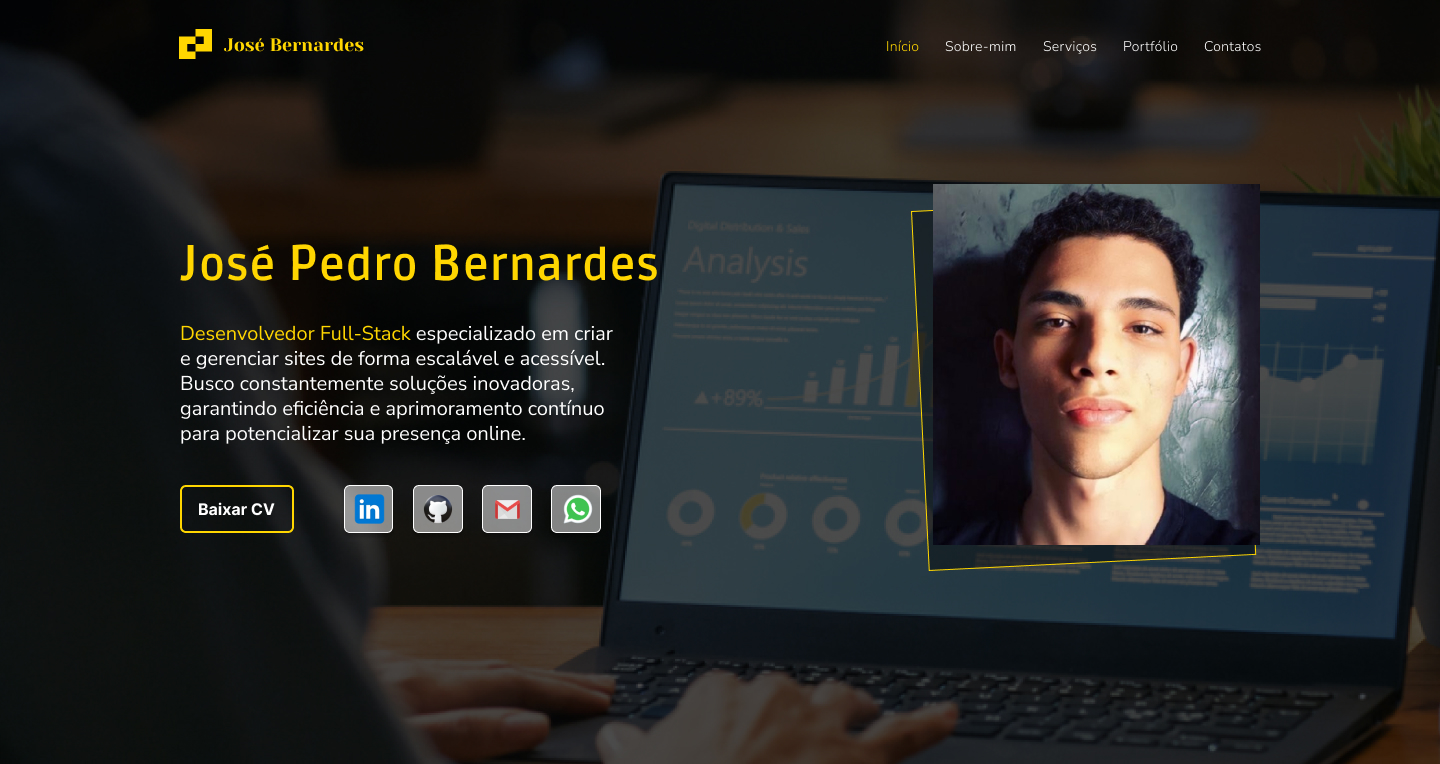 José Bernardes
Início Sobre-mim Serviços Portfólio Contatos
José Pedro Bernardes
Desenvolvedor Full-Stack especializado em criar
e gerenciar sites de forma escalável e acessível.
Busco constantemente soluções inovadoras,
garantindo eficiência e aprimoramento contínuo
para potencializar sua presença online.
Baixar CV
in
Digital Distribution & Sales
Analysis
+89%